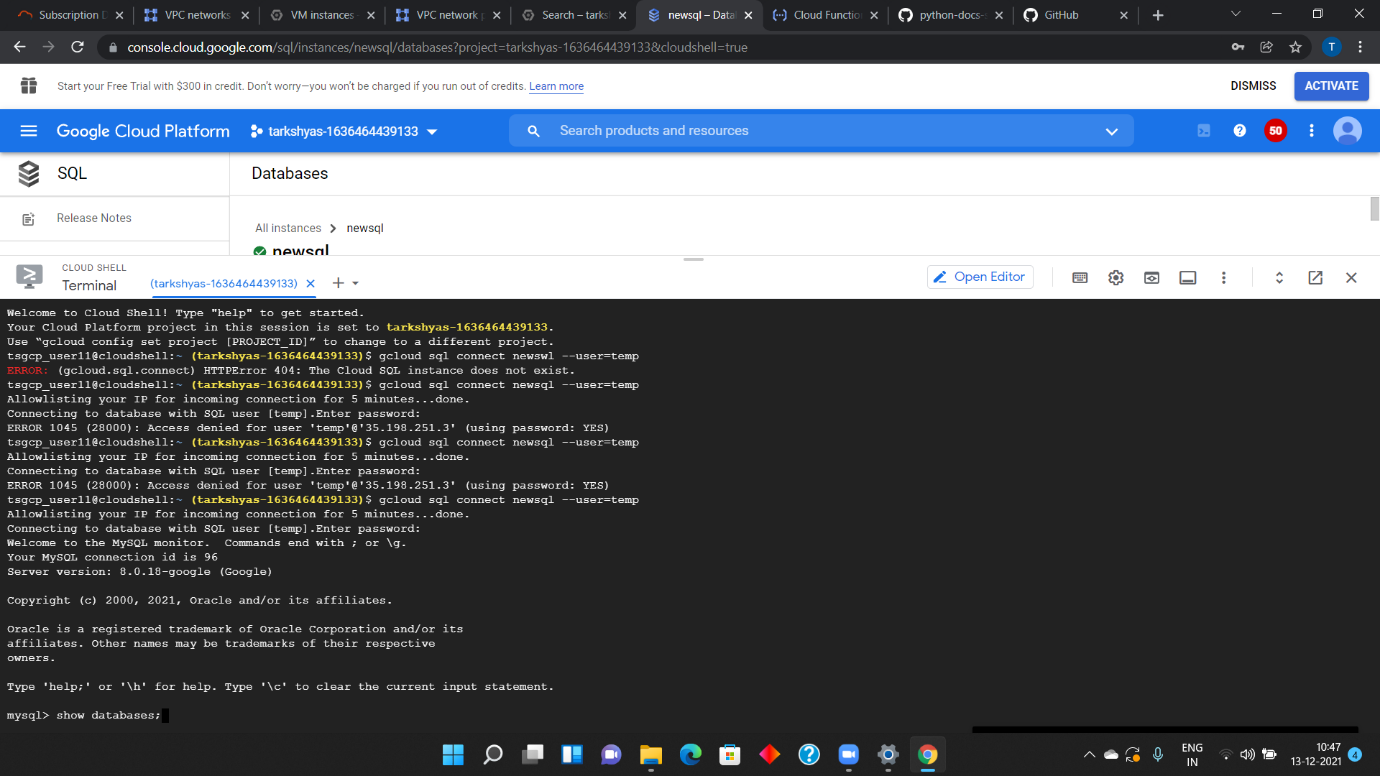 Subscription D
VPC networks
VM instances
VPC network p
Search – tarks
newsql – Data
Cloud Functio
python-docs-s
GitHub
console.cloud.google.com/sql/instances/newsql/databases?project=tarkshyas-1636464439133&cloudshell=true
T
Start your Free Trial with $300 in credit. Don't worry—you won't be charged if you run out of credits. Learn more
DISMISS
ACTIVATE
Google Cloud Platform
tarkshyas-1636464439133
Search products and resources
50
SQL
Databases
Release Notes
All instances
newsql
newsql
CLOUD SHELL
Terminal
(tarkshyas-1636464439133)
Open Editor
Welcome to Cloud Shell! Type "help" to get started.
Your Cloud Platform project in this session is set to tarkshyas-1636464439133.
Use “gcloud config set project [PROJECT_ID]” to change to a different project.
tsgcp_user11@cloudshell:~ (tarkshyas-1636464439133)$ gcloud sql connect newswl --user=temp
ERROR: (gcloud.sql.connect) HTTPError 404: The Cloud SQL instance does not exist.
tsgcp_user11@cloudshell:~ (tarkshyas-1636464439133)$ gcloud sql connect newsql --user=temp
Allowlisting your IP for incoming connection for 5 minutes...done.
Connecting to database with SQL user [temp].Enter password:
ERROR 1045 (28000): Access denied for user 'temp'@'35.198.251.3' (using password: YES)
tsgcp_user11@cloudshell:~ (tarkshyas-1636464439133)$ gcloud sql connect newsql --user=temp
Allowlisting your IP for incoming connection for 5 minutes...done.
Connecting to database with SQL user [temp].Enter password:
ERROR 1045 (28000): Access denied for user 'temp'@'35.198.251.3' (using password: YES)
tsgcp_user11@cloudshell:~ (tarkshyas-1636464439133)$ gcloud sql connect newsql --user=temp
Allowlisting your IP for incoming connection for 5 minutes...done.
Connecting to database with SQL user [temp].Enter password:
Welcome to the MySQL monitor.  Commands end with ; or \g.
Your MySQL connection id is 96
Server version: 8.0.18-google (Google)
Copyright (c) 2000, 2021, Oracle and/or its affiliates.
Oracle is a registered trademark of Oracle Corporation and/or its
affiliates. Other names may be trademarks of their respective
owners.
Type 'help;' or '\h' for help. Type '\c' to clear the current input statement.
mysql> show databases;
ENG
IN
10:47
13-12-2021
4